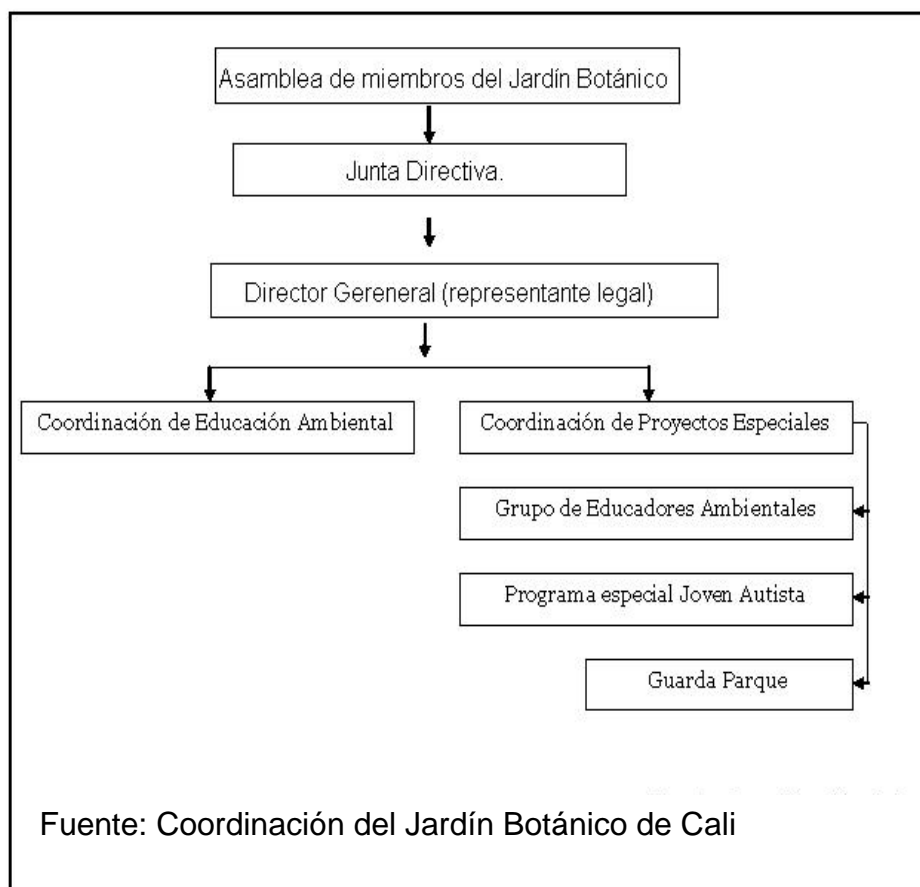 Asamblea de miembros del Jardín Botánico
Junta Directiva.
Director Gereneral (representante legal)
Coordinación de Educación Ambiental
Coordinación de Proyectos Especiales
Grupo de Educadores Ambientales
Programa especial Joven Autista
Guarda Parque
Fuente: Coordinación del Jardín Botánico de Cali